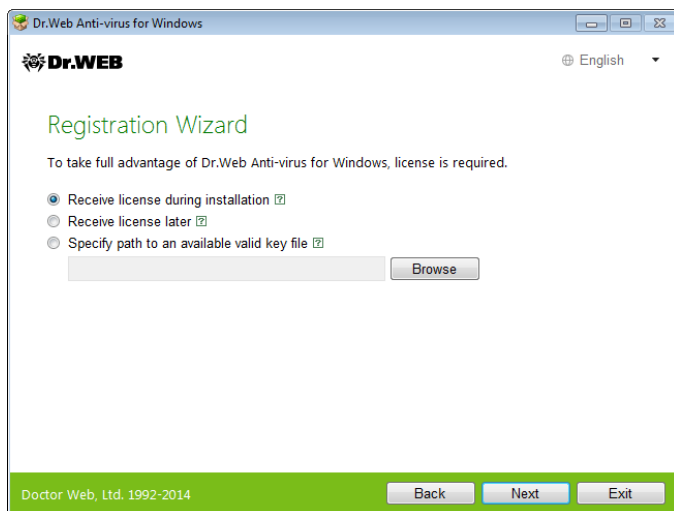 Dr.Web Anti-virus for Windows
Dr.WEB
English
Registration Wizard
To take full advantage of Dr.Web Anti-virus for Windows, license is required.
Receive license during installation ?
Receive license later ?
Specify path to an available valid key file ?
Browse
Doctor Web, Ltd. 1992-2014
Back
Next
Exit